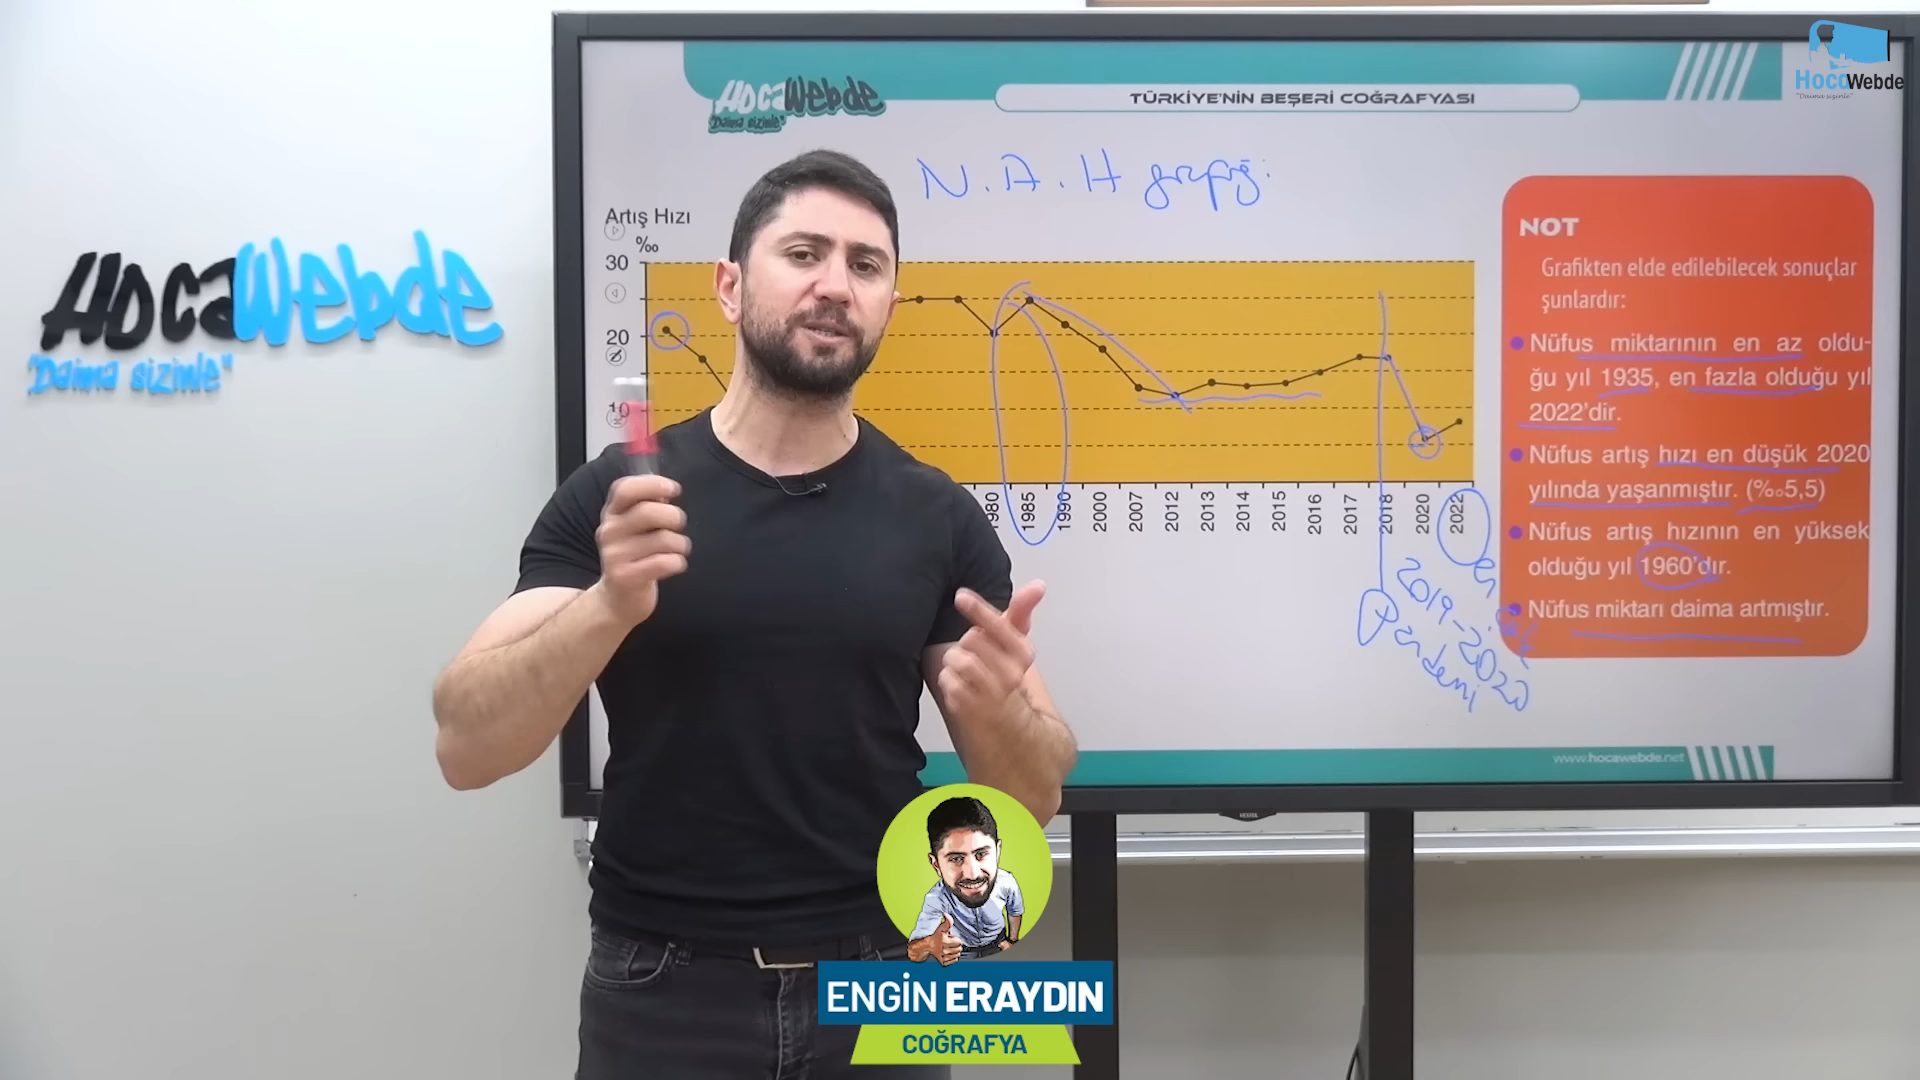 HocaWebde
"Daima sizinle"
HocaWebde
"Daima sizinle"
TÜRKİYE'NİN BEŞERİ COĞRAFYASI
HocaWebde
"Daima sizinle"
N.A.H grafiği:
Artış Hızı
‰
30
20
10
1980
1985
1990
2000
2007
2012
2013
2014
2015
2016
2017
2018
2020
2022
2019-2020
Pandemi
en
NOT
Grafikten elde edilebilecek sonuçlar
şunlardır:
Nüfus miktarının en az oldu-
ğu yıl 1935, en fazla olduğu yıl
2022'dir.
Nüfus artış hızı en düşük 2020
yılında yaşanmıştır. (‰5,5)
Nüfus artış hızının en yüksek
olduğu yıl 1960'dır.
Nüfus miktarı daima artmıştır.
www.hocawebde.net
ENGİN ERAYDIN
COĞRAFYA